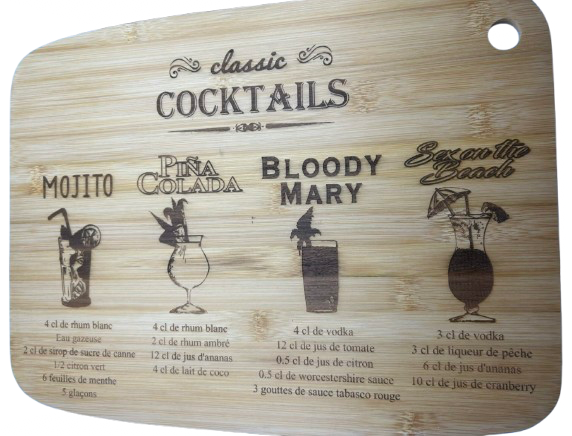 classic
COCKTAILS
MOJITO
4 cl de rhum blanc
Eau gazeuse
2 cl de sirop de sucre de canne
1/2 citron vert
6 feuilles de menthe
5 glaçons
PIÑA
COLADA
4 cl de rhum blanc
2 cl de rhum ambré
12 cl de jus d'ananas
4 cl de lait de coco
BLOODY
MARY
4 cl de vodka
12 cl de jus de tomate
0.5 cl de jus de citron
0.5 cl de worcestershire sauce
3 gouttes de sauce tabasco rouge
Sex on the
Beach
3 cl de vodka
3 cl de liqueur de pêche
6 cl de jus d'ananas
10 cl de jus de cranberry